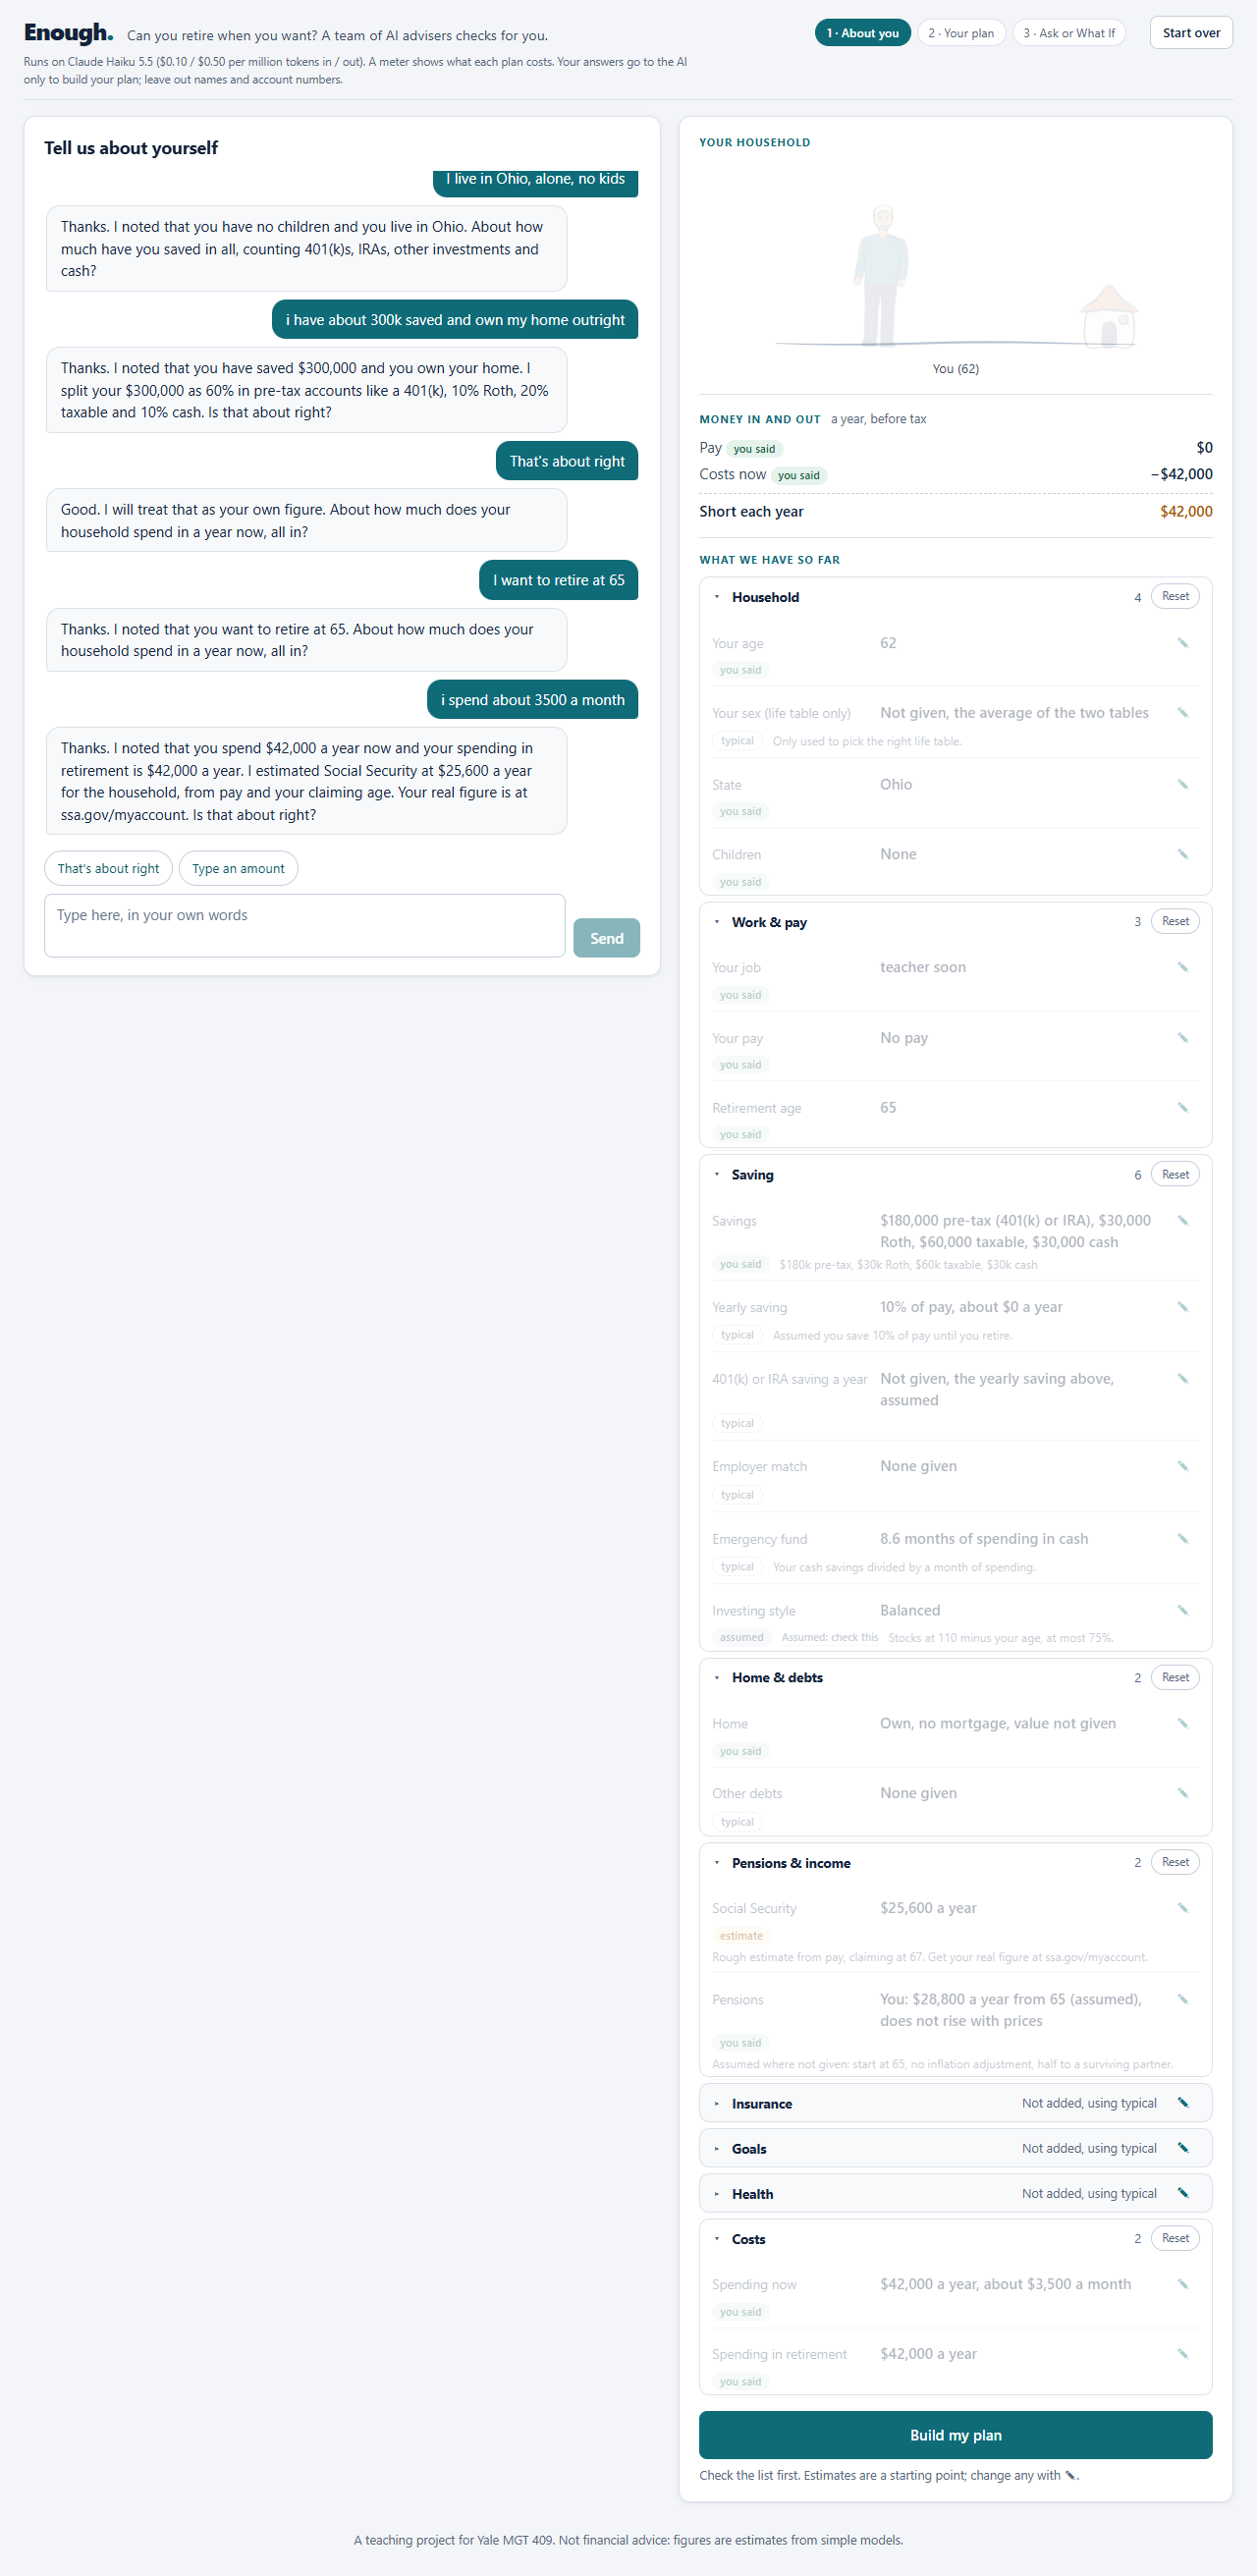 Enough. Can you retire when you want? A team of AI advisers checks for you.
Runs on Claude Haiku 5.5 ($0.10 / $0.50 per million tokens in / out). A meter shows what each plan costs. Your answers go to the AI
only to build your plan; leave out names and account numbers.
1 · About you
2 · Your plan
3 · Ask or What If
Start over
Tell us about yourself
I live in Ohio, alone, no kids
Thanks. I noted that you have no children and you live in Ohio. About how
much have you saved in all, counting 401(k)s, IRAs, other investments and
cash?
i have about 300k saved and own my home outright
Thanks. I noted that you have saved $300,000 and you own your home. I
split your $300,000 as 60% in pre-tax accounts like a 401(k), 10% Roth, 20%
taxable and 10% cash. Is that about right?
That's about right
Good. I will treat that as your own figure. About how much does your
household spend in a year now, all in?
I want to retire at 65
Thanks. I noted that you want to retire at 65. About how much does your
household spend in a year now, all in?
i spend about 3500 a month
Thanks. I noted that you spend $42,000 a year now and your spending in
retirement is $42,000 a year. I estimated Social Security at $25,600 a year
for the household, from pay and your claiming age. Your real figure is at
ssa.gov/myaccount. Is that about right?
That's about right
Type an amount
Type here, in your own words
Send
YOUR HOUSEHOLD
You (62)
MONEY IN AND OUT a year, before tax
Pay you said $0
Costs now you said −$42,000
Short each year $42,000
WHAT WE HAVE SO FAR
Household 4 Reset
Your age 62
you said
Your sex (life table only) Not given, the average of the two tables
typical Only used to pick the right life table.
State Ohio
you said
Children None
you said
Work & pay 3 Reset
Your job teacher soon
you said
Your pay No pay
you said
Retirement age 65
you said
Saving 6 Reset
Savings $180,000 pre-tax (401(k) or IRA), $30,000
Roth, $60,000 taxable, $30,000 cash
you said $180k pre-tax, $30k Roth, $60k taxable, $30k cash
Yearly saving 10% of pay, about $0 a year
typical Assumed you save 10% of pay until you retire.
401(k) or IRA saving a year Not given, the yearly saving above,
assumed
typical
Employer match None given
typical
Emergency fund 8.6 months of spending in cash
typical Your cash savings divided by a month of spending.
Investing style Balanced
assumed Assumed: check this Stocks at 110 minus your age, at most 75%.
Home & debts 2 Reset
Home Own, no mortgage, value not given
you said
Other debts None given
typical
Pensions & income 2 Reset
Social Security $25,600 a year
estimate
Rough estimate from pay, claiming at 67. Get your real figure at ssa.gov/myaccount.
Pensions You: $28,800 a year from 65 (assumed),
does not rise with prices
you said
Assumed where not given: start at 65, no inflation adjustment, half to a surviving partner.
Insurance Not added, using typical
Goals Not added, using typical
Health Not added, using typical
Costs 2 Reset
Spending now $42,000 a year, about $3,500 a month
you said
Spending in retirement $42,000 a year
you said
Build my plan
Check the list first. Estimates are a starting point; change any with ✎.
A teaching project for Yale MGT 409. Not financial advice: figures are estimates from simple models.